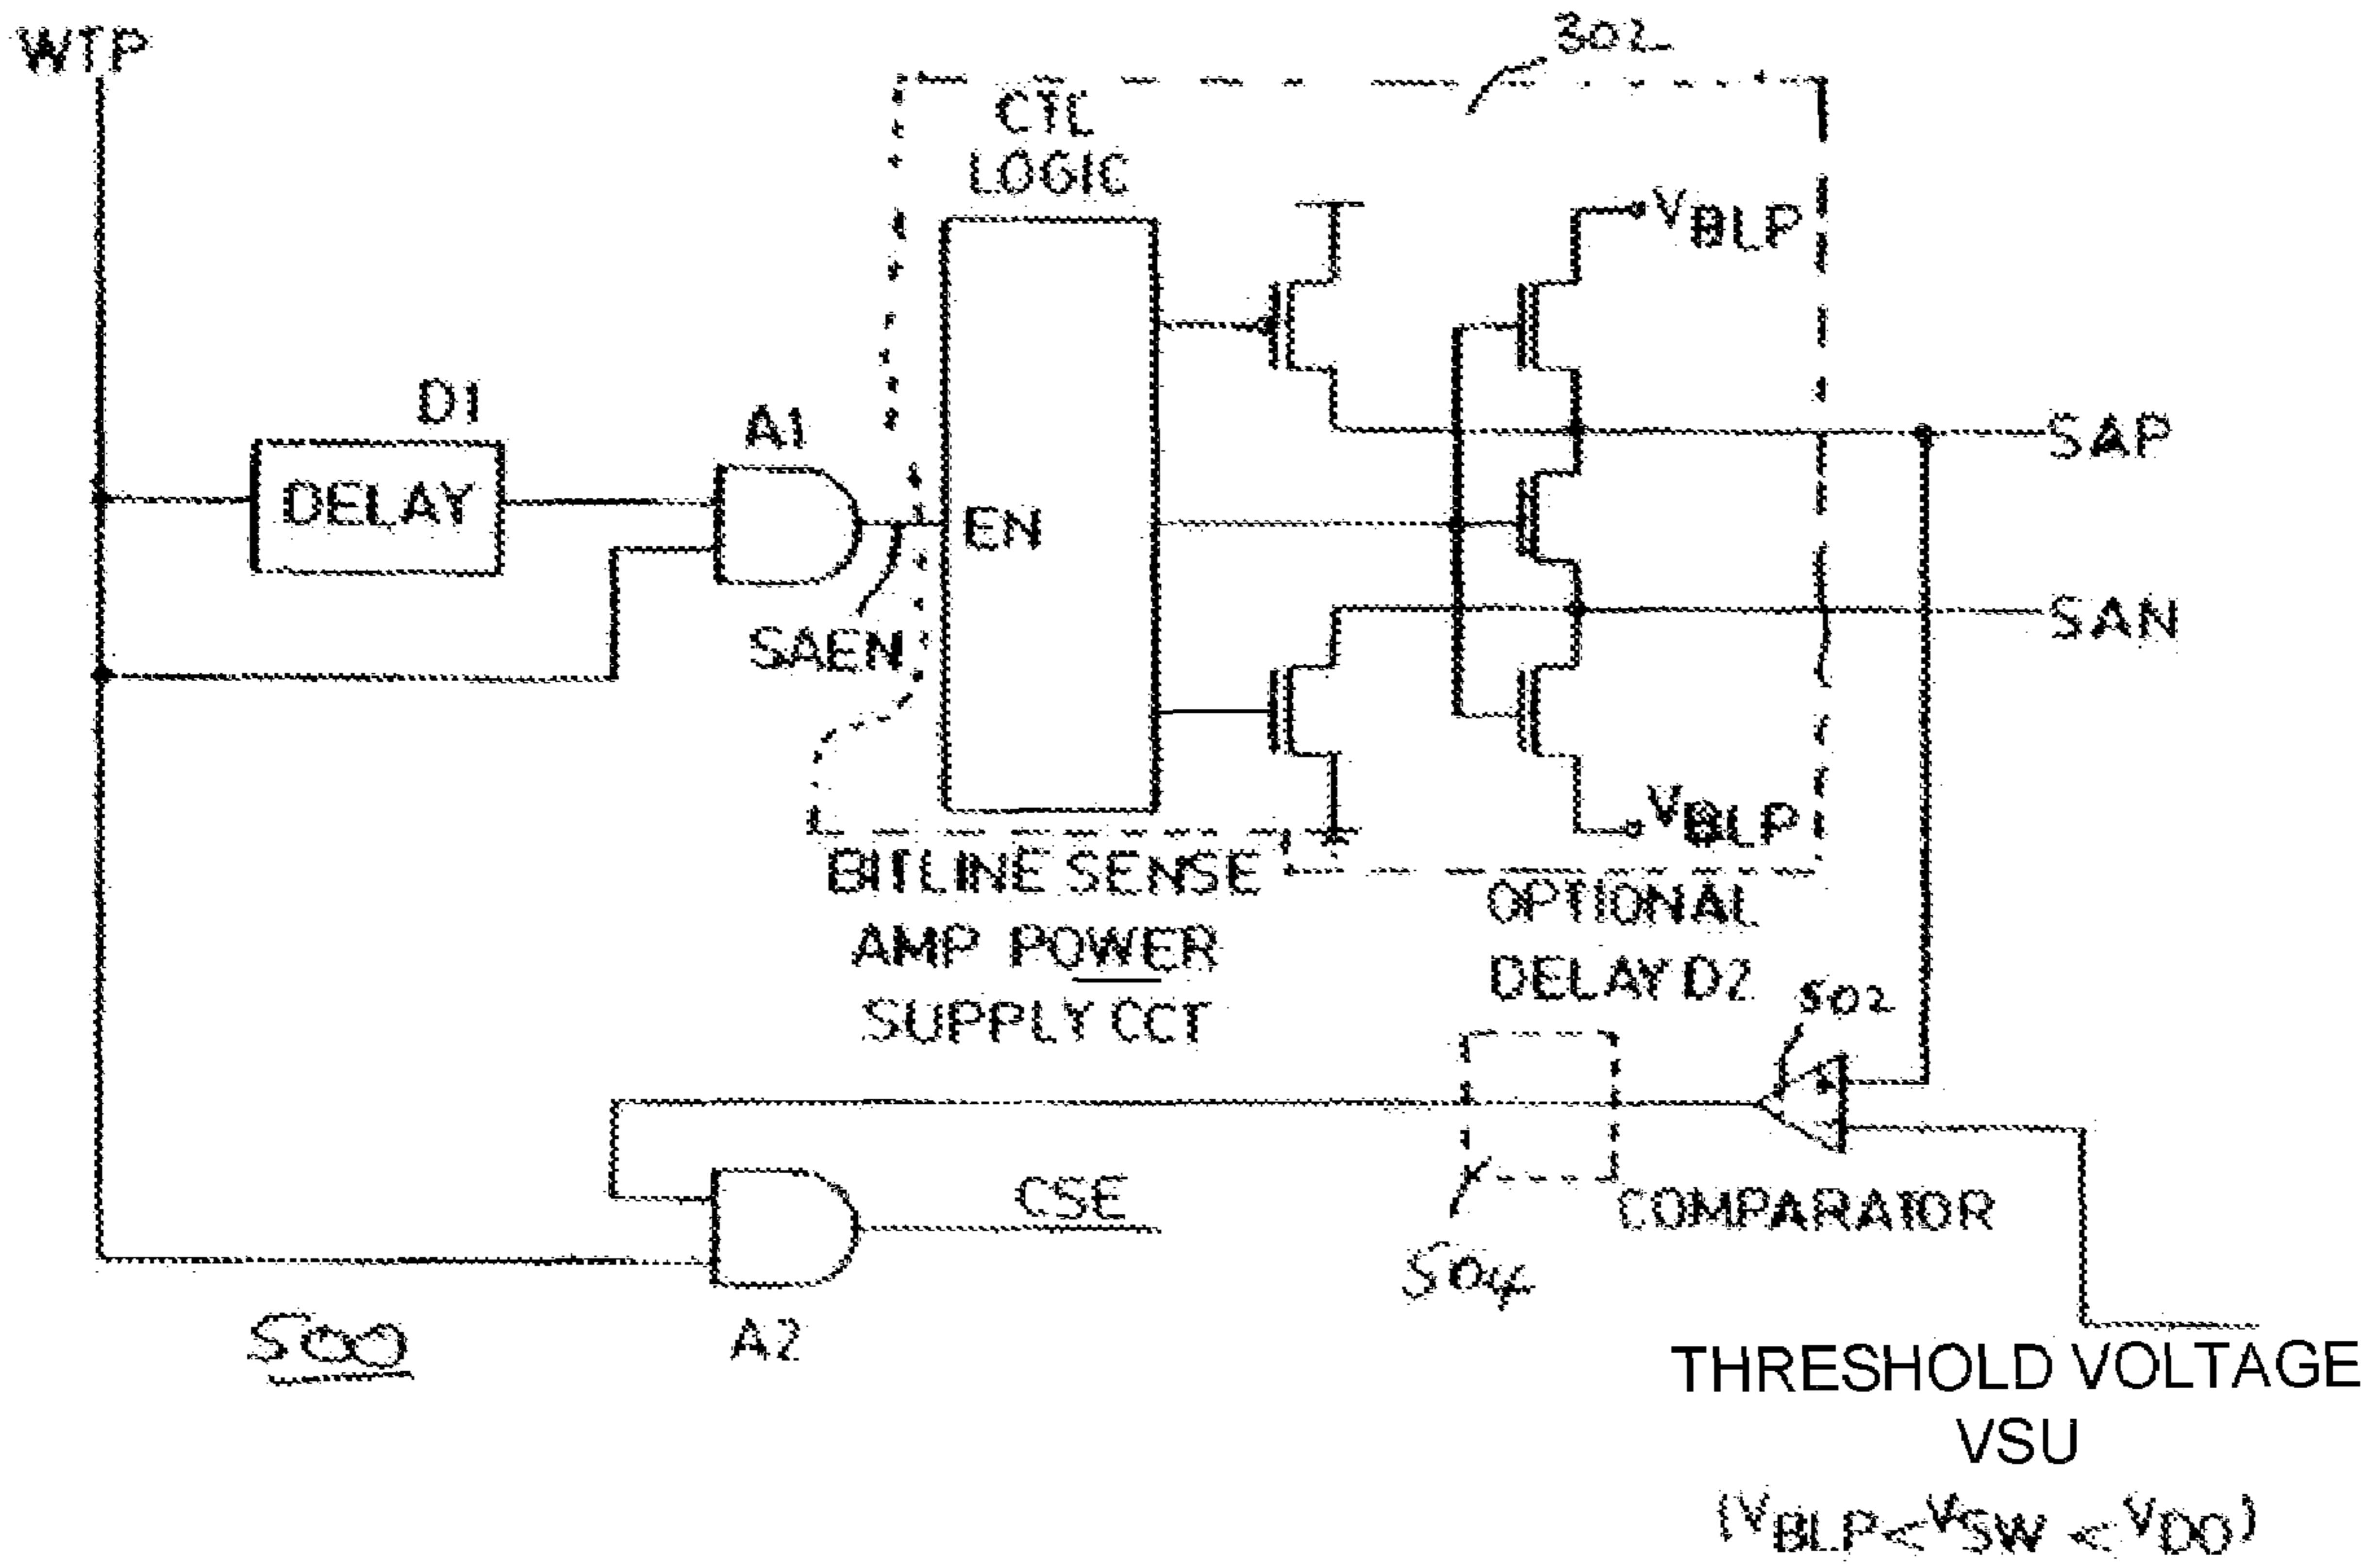 WTP
302
CTL
LOGIC
VBLP
D1
DELAY
A1
EN
SAEN
SAP
SAN
VBLP
BITLINE SENSE
AMP POWER
SUPPLY CCT
OPTIONAL
DELAY D2
502
+
-
COMPARATOR
504
CSE
A2
500
THRESHOLD VOLTAGE
VSU
(VBLP<VSW < VDD)